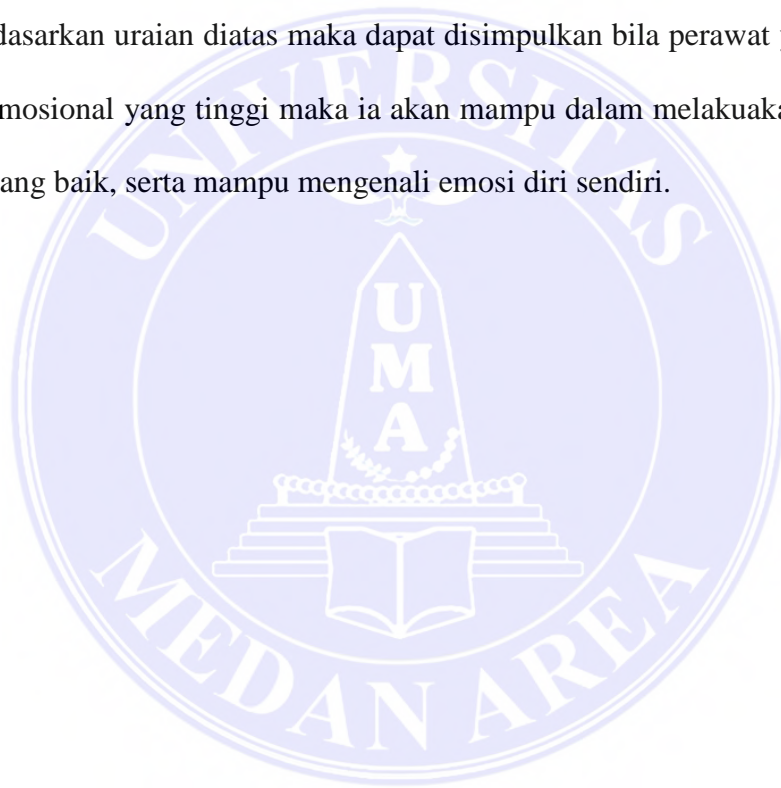 dasarkan uraian diatas maka dapat disimpulkan bila perawat
mosional yang tinggi maka ia akan mampu dalam melakuaka
ang baik, serta mampu mengenali emosi diri sendiri.
UNIVERSITAS
U
M
A
MEDAN AREA